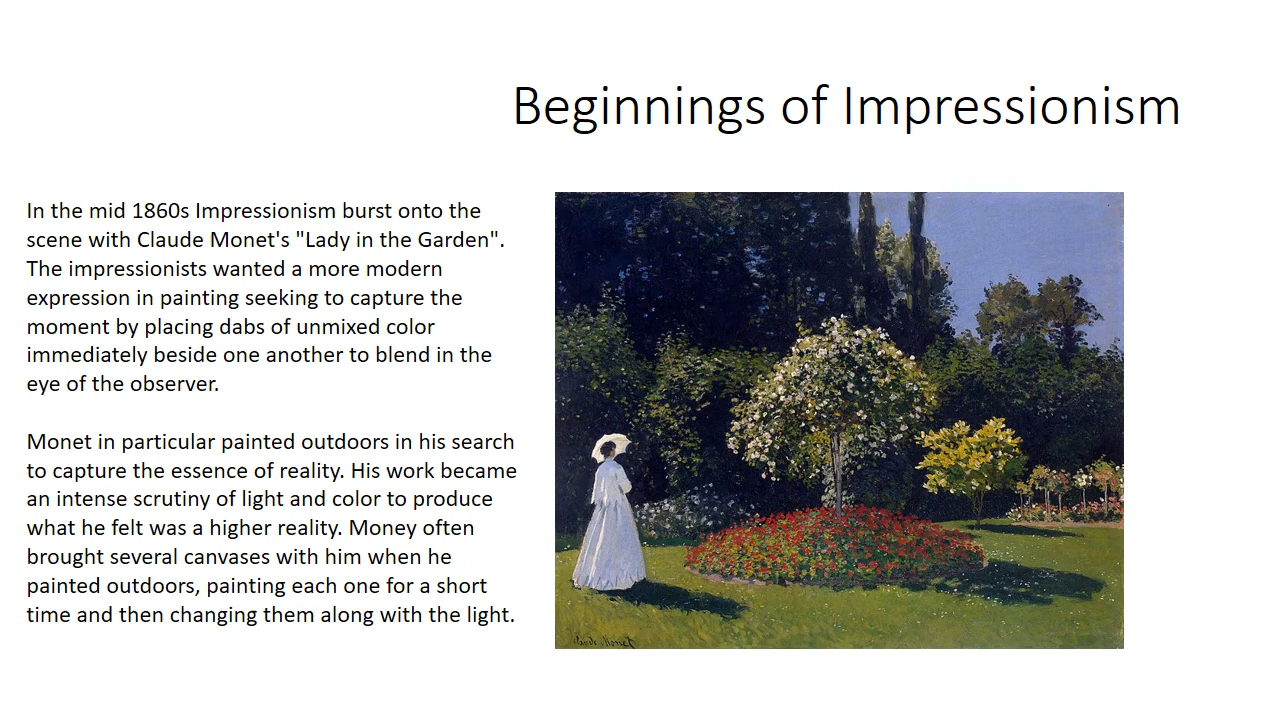 Beginnings of Impressionism
In the mid 1860s Impressionism burst onto the
scene with Claude Monet's "Lady in the Garden".
The impressionists wanted a more modern
expression in painting seeking to capture the
moment by placing dabs of unmixed color
immediately beside one another to blend in the
eye of the observer.
Monet in particular painted outdoors in his search
to capture the essence of reality. His work became
an intense scrutiny of light and color to produce
what he felt was a higher reality. Money often
brought several canvases with him when he
painted outdoors, painting each one for a short
time and then changing them along with the light.
Claude Monet